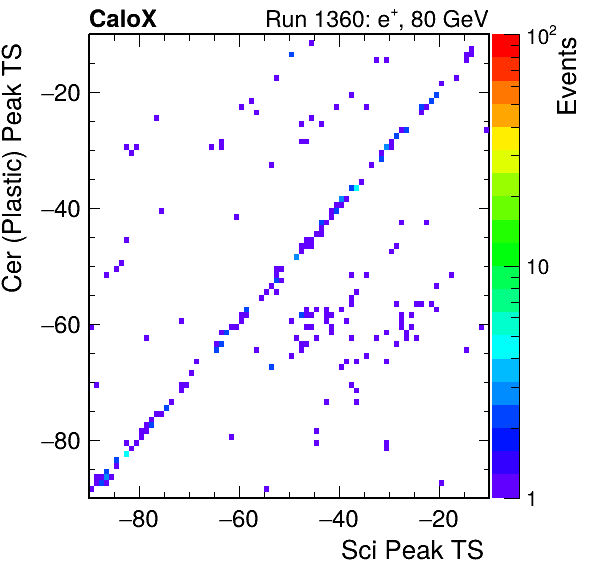 CaloX Run 1360: e⁺, 80 GeV
Cer (Plastic) Peak TS
−20
−40
−60
−80
−80 −60 −40 −20
Sci Peak TS
10²
10
1
Events